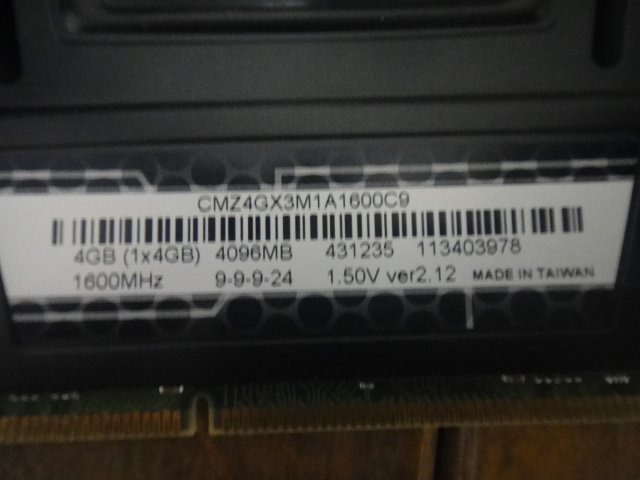 CMZ4GX3M1A1600C9
4GB (1x4GB) 4096MB 431235 113403978
1600MHz 9-9-9-24 1.50V ver2.12 MADE IN TAIWAN